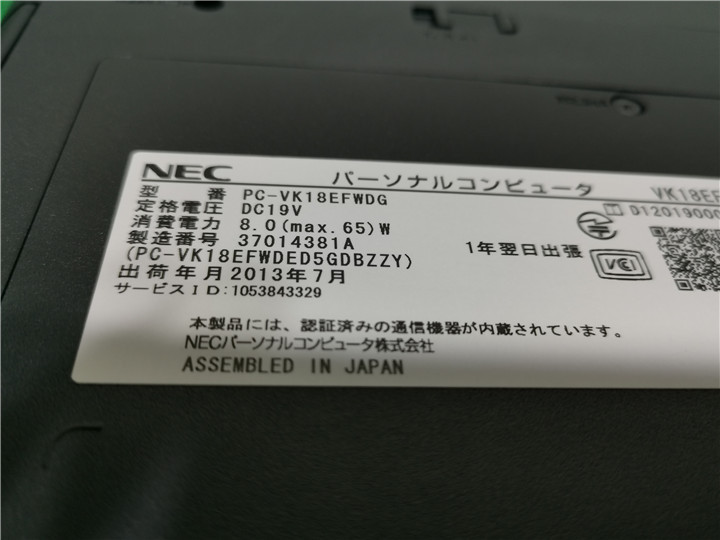 NEC パーソナルコンピュータ VK18EF
型番 PC-VK18EFWDG
D1201900
定格電圧 DC19V
消費電力 8.0(max.65)W
製造番号 37014381A
1年翌日出張
VCI
(PC-VK18EFWDED5GDBZZY)
出荷年月2013年7月
サービスID:1053843329
本製品には、認証済みの通信機器が内蔵されています。
NECパーソナルコンピュータ株式会社
ASSEMBLED IN JAPAN